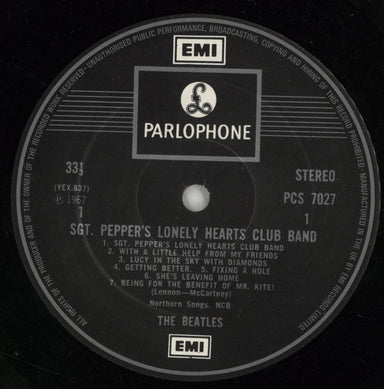 UNAUTHORISED PUBLIC PERFORMANCE, BROADCASTING, COPYING AND HIRING OF THIS RECORD PROHIBITED
EMI
£
PARLOPHONE
33⅓
STEREO
(YEX.637)
PCS 7027
℗ 1967
1
1
SGT. PEPPER'S LONELY HEARTS CLUB BAND
1. SGT. PEPPER'S LONELY HEARTS CLUB BAND
2. WITH A LITTLE HELP FROM MY FRIENDS
3. LUCY IN THE SKY WITH DIAMONDS
4. GETTING BETTER. 5. FIXING A HOLE
6. SHE'S LEAVING HOME
7. BEING FOR THE BENEFIT OF MR. KITE!
(Lennon—McCartney)
Northern Songs, NCB
THE BEATLES
EMI
ALL RIGHTS OF THE PRODUCER AND OF THE OWNER OF THE RECORDED WORK RESERVED
MANUFACTURED IN
BY EMI RECORDS LIMITED